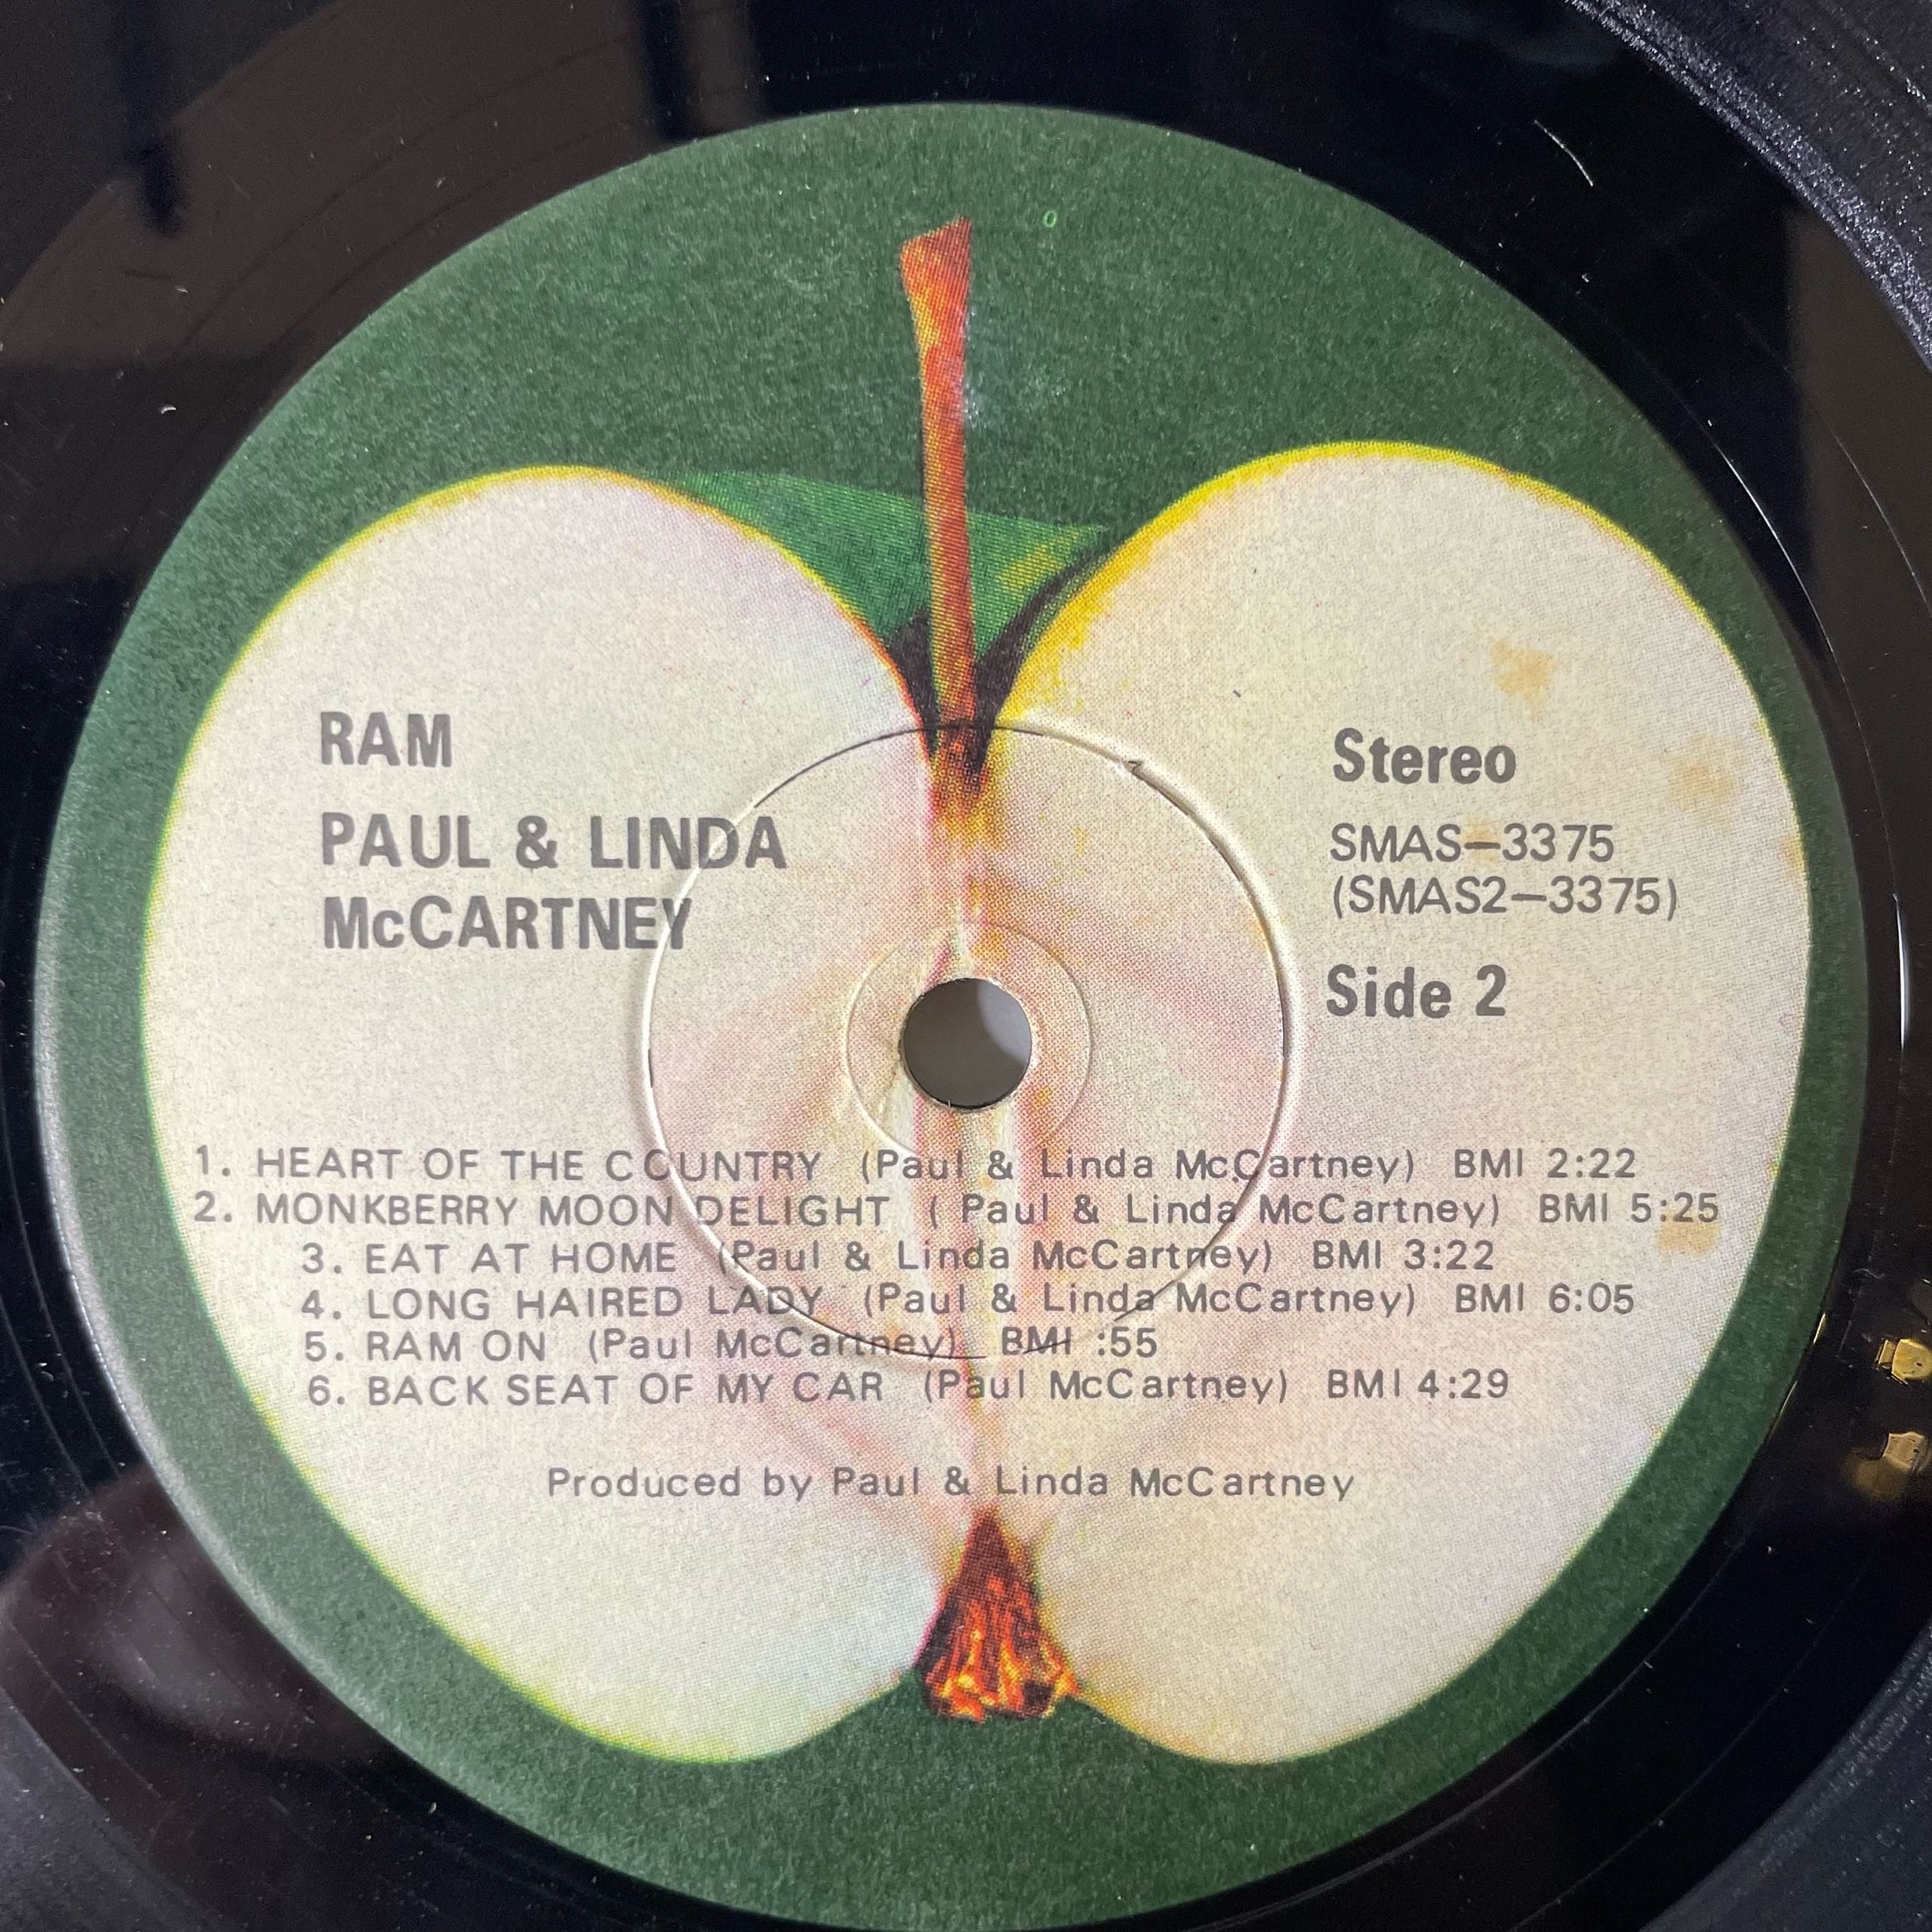 RAM
PAUL & LINDA
McCARTNEY
Stereo
SMAS-3375
(SMAS2-3375)
Side 2
1. HEART OF THE COUNTRY (Paul & Linda McCartney) BMI 2:22
2. MONKBERRY MOON DELIGHT ( Paul & Linda McCartney) BMI 5:25
3. EAT AT HOME (Paul & Linda McCartney) BMI 3:22
4. LONG HAIRED LADY (Paul & Linda McCartney) BMI 6:05
5. RAM ON (Paul McCartney) BMI :55
6. BACK SEAT OF MY CAR (Paul McCartney) BMI 4:29
Produced by Paul & Linda McCartney